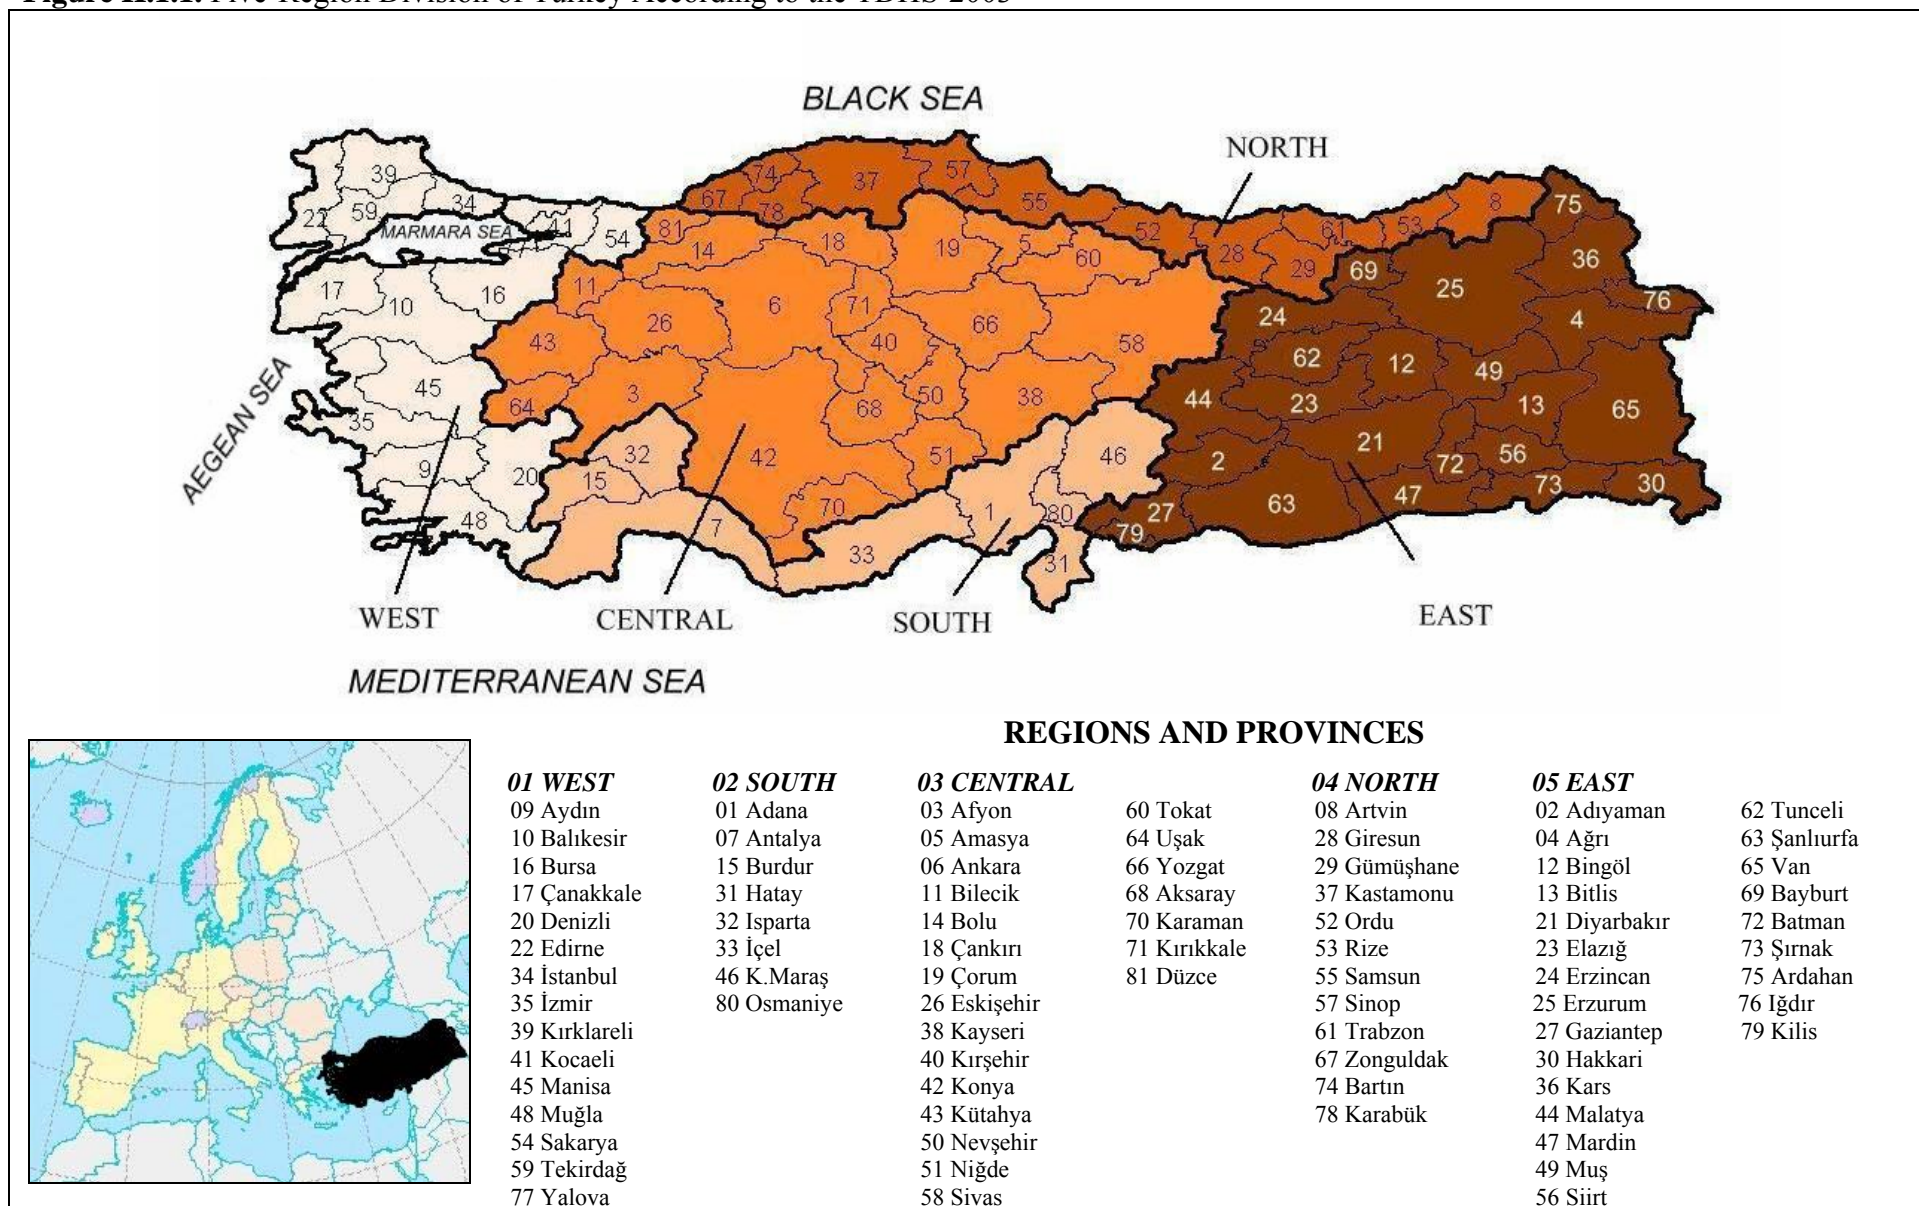 Figure II.1.1. Five-Region Division of Turkey According to the TDHS-2003
BLACK SEA
NORTH
39
74
37
57
67
78
55
8
75
22
59
34
41
54
MARMARA SEA
81
14
18
19
5
60
52
28
61
53
29
69
25
36
17
10
16
11
26
6
71
66
58
24
4
76
43
40
62
12
49
AEGEAN SEA
45
35
64
3
68
50
38
44
23
13
65
9
20
32
15
42
51
46
2
21
72
56
48
7
70
33
1
80
31
79
27
63
47
73
30
WEST
CENTRAL
SOUTH
EAST
MEDITERRANEAN SEA
REGIONS AND PROVINCES
01 WEST
09 Aydın
10 Balıkesir
16 Bursa
17 Çanakkale
20 Denizli
22 Edirne
34 İstanbul
35 İzmir
39 Kırklareli
41 Kocaeli
45 Manisa
48 Muğla
54 Sakarya
59 Tekirdağ
77 Yalova
02 SOUTH
01 Adana
07 Antalya
15 Burdur
31 Hatay
32 Isparta
33 İçel
46 K.Maraş
80 Osmaniye
03 CENTRAL
03 Afyon
05 Amasya
06 Ankara
11 Bilecik
14 Bolu
18 Çankırı
19 Çorum
26 Eskişehir
38 Kayseri
40 Kırşehir
42 Konya
43 Kütahya
50 Nevşehir
51 Niğde
58 Sivas
60 Tokat
64 Uşak
66 Yozgat
68 Aksaray
70 Karaman
71 Kırıkkale
81 Düzce
04 NORTH
08 Artvin
28 Giresun
29 Gümüşhane
37 Kastamonu
52 Ordu
53 Rize
55 Samsun
57 Sinop
61 Trabzon
67 Zonguldak
74 Bartın
78 Karabük
05 EAST
02 Adıyaman
04 Ağrı
12 Bingöl
13 Bitlis
21 Diyarbakır
23 Elazığ
24 Erzincan
25 Erzurum
27 Gaziantep
30 Hakkari
36 Kars
44 Malatya
47 Mardin
49 Muş
56 Siirt
62 Tunceli
63 Şanlıurfa
65 Van
69 Bayburt
72 Batman
73 Şırnak
75 Ardahan
76 Iğdır
79 Kilis